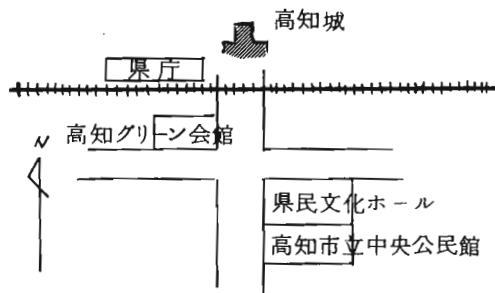 高知城
県庁
高知グリーン会館
N
県民文化ホール
高知市立中央公民館